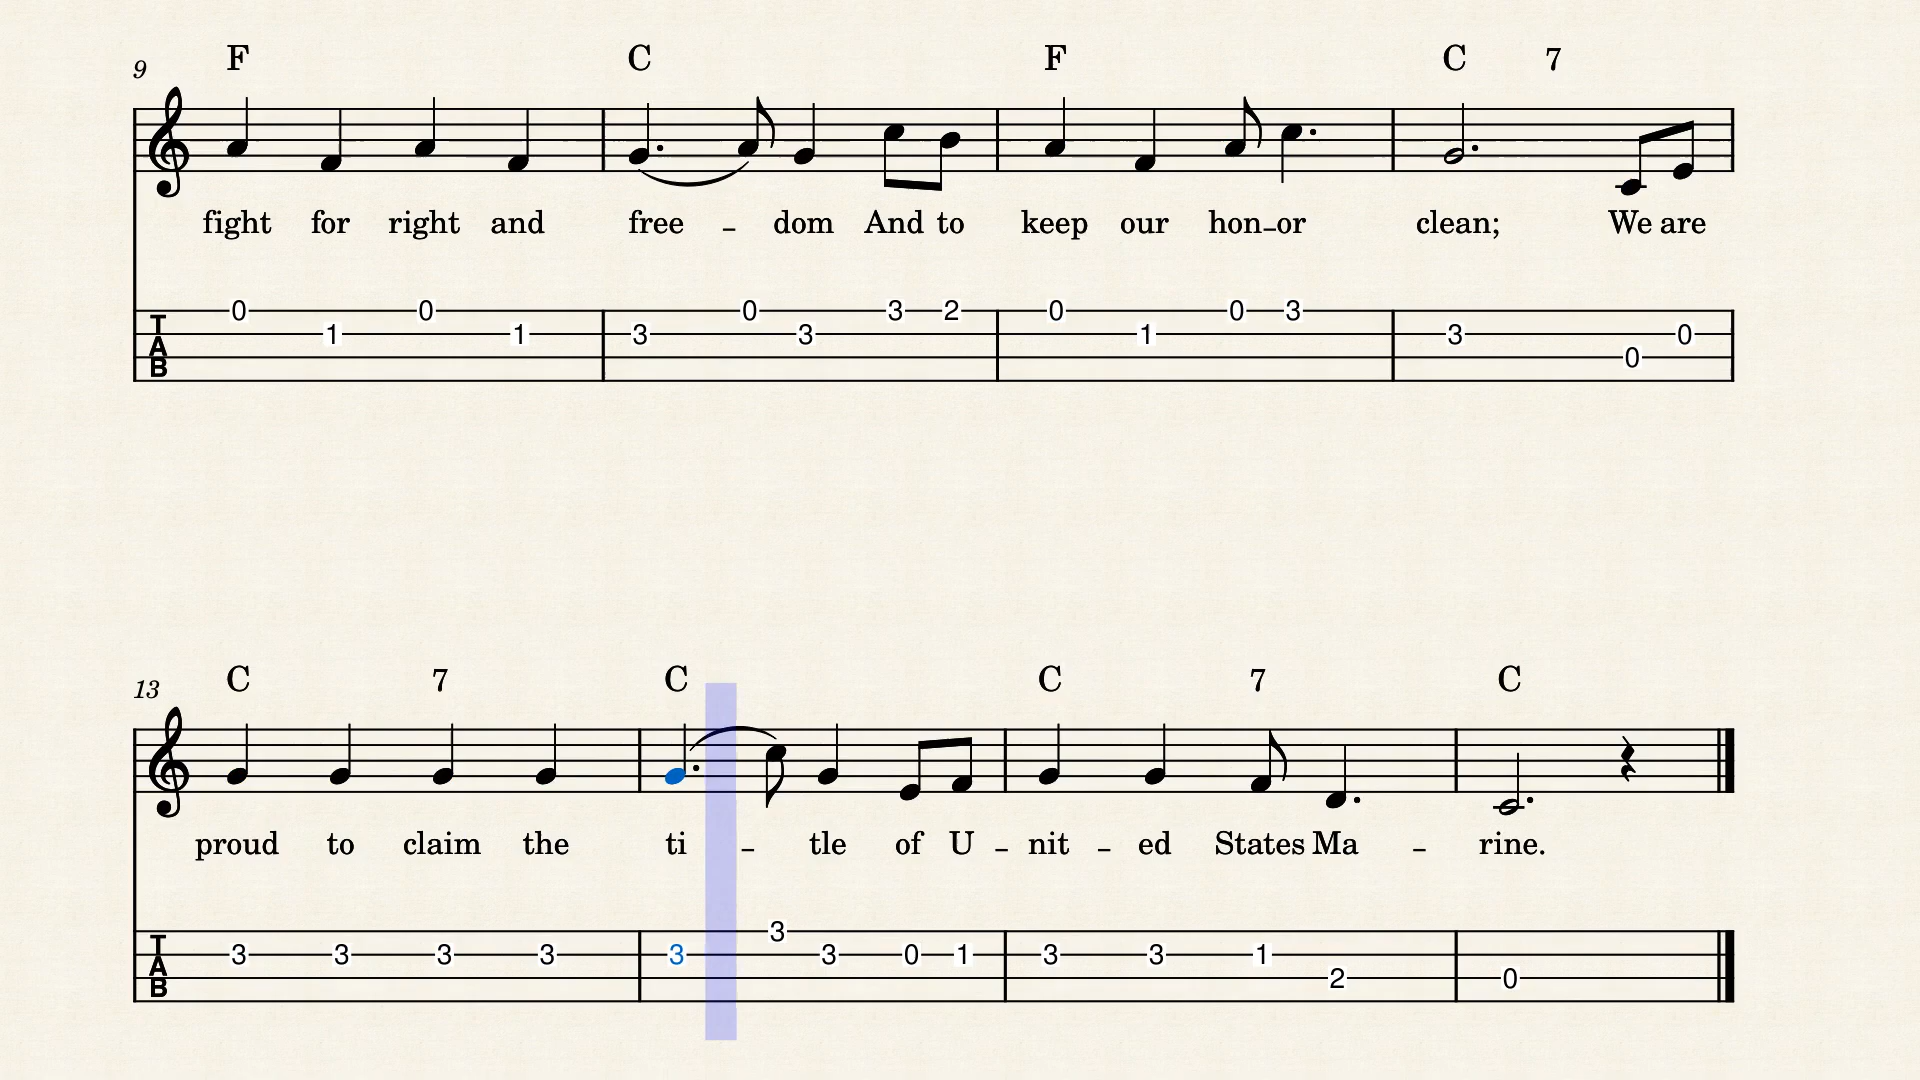 9 F C F C 7
fight for right and free - dom And to keep our hon-or clean; We are
0 1 0 1 3 0 3 3 2 0 1 0 3 3 0 0
TAB
13 C 7 C C 7 C
proud to claim the ti - tle of U - nit - ed States Ma - rine.
3 3 3 3 3 3 3 0 1 3 3 1 2 0
TAB